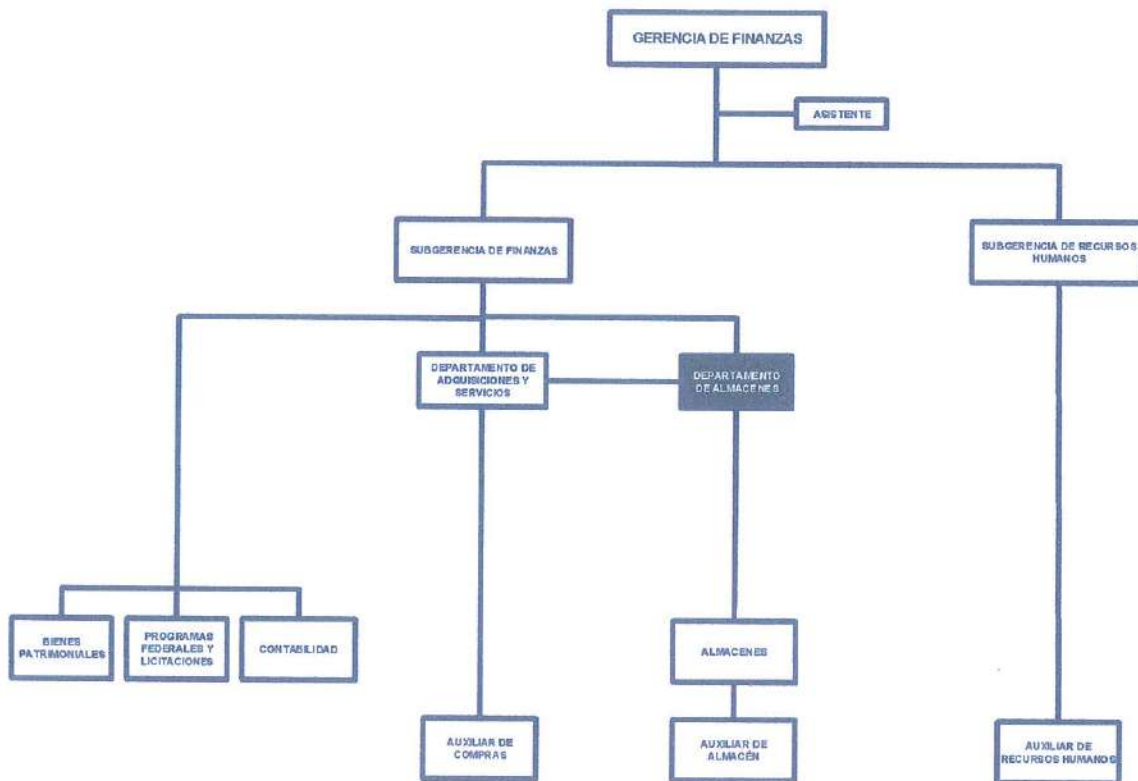 GERENCIA DE FINANZAS
ASISTENTE
SUBGERENCIA DE FINANZAS
SUBGERENCIA DE RECURSOS
HUMANOS
DEPARTAMENTO DE
ADQUISICIONES Y
SERVICIOS
DEPARTAMENTO
DE ALMACENES
BIENES
PATRIMONIALES
PROGRAMAS
FEDERALES Y
LICITACIONES
CONTABILIDAD
ALMACENES
AUXILIAR DE
COMPRAS
AUXILIAR DE
ALMACÉN
AUXILIAR DE
RECURSOS HUMANOS